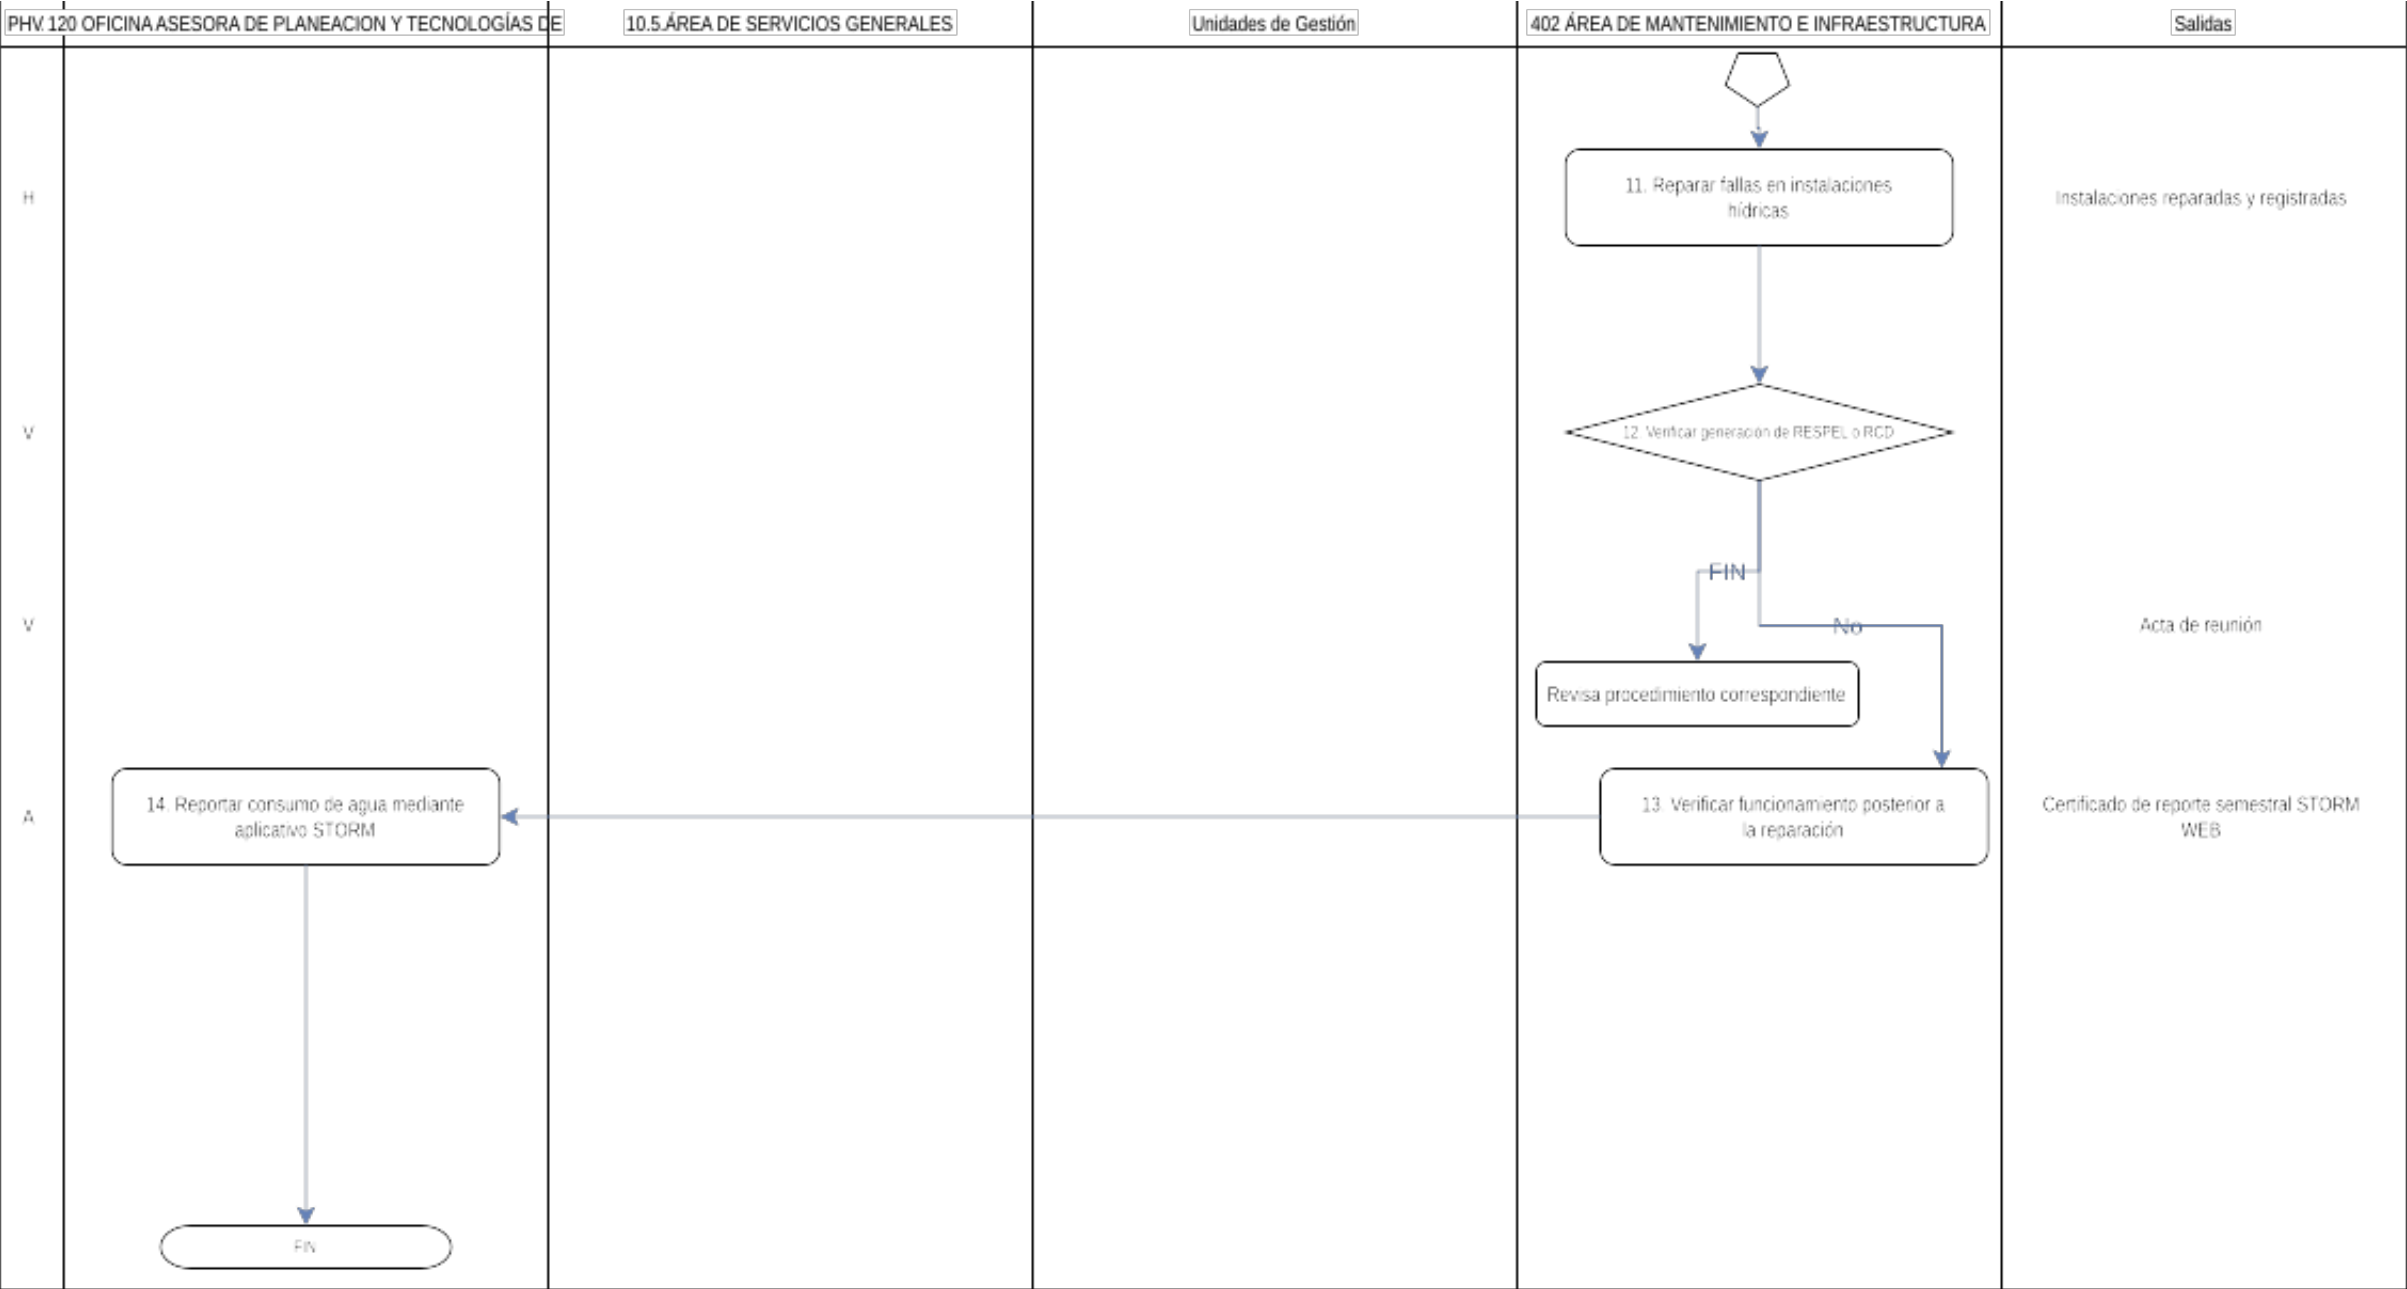 PHV. 120 OFICINA ASESORA DE PLANEACION Y TECNOLOGÍAS DE
10.5.ÁREA DE SERVICIOS GENERALES
Unidades de Gestión
402 ÁREA DE MANTENIMIENTO E INFRAESTRUCTURA
Salidas
H
11. Reparar fallas en instalaciones
hídricas
Instalaciones reparadas y registradas
V
12. Verificar generación de RESPEL o RCD
FIN
No
V
Acta de reunión
Revisa procedimiento correspondiente
A
14. Reportar consumo de agua mediante
aplicativo STORM
13. Verificar funcionamiento posterior a
la reparación
Certificado de reporte semestral STORM
WEB
FIN